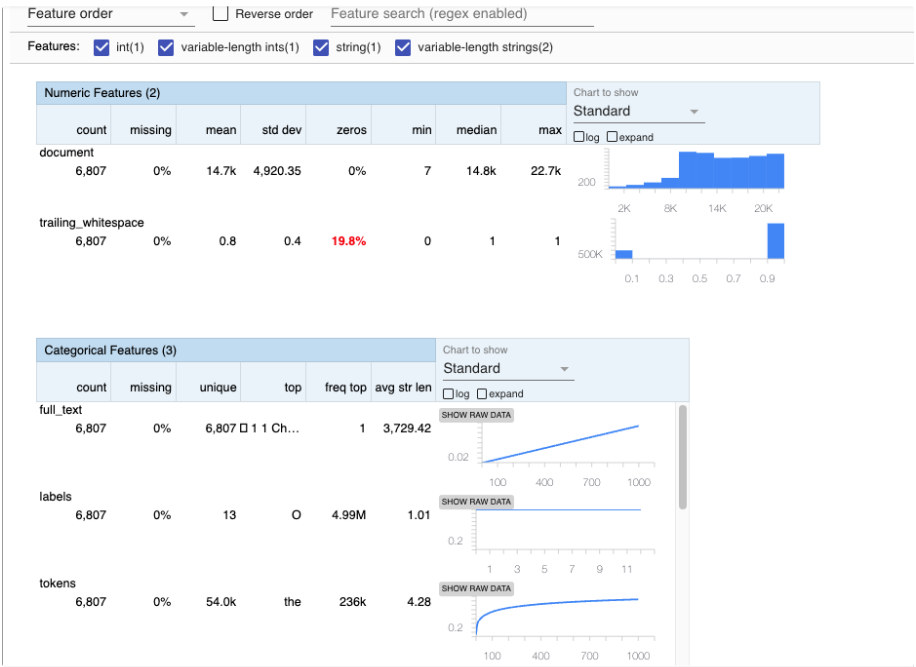 Feature order Reverse order Feature search (regex enabled)
Features: int(1) variable-length ints(1) string(1) variable-length strings(2)
Numeric Features (2)
Chart to show
Standard
log expand
count missing mean std dev zeros min median max
document
6,807 0% 14.7k 4,920.35 0% 7 14.8k 22.7k
200
2K 8K 14K 20K
trailing_whitespace
6,807 0% 0.8 0.4 19.8% 0 1 1
500K
0.1 0.3 0.5 0.7 0.9
Categorical Features (3)
Chart to show
Standard
log expand
count missing unique top freq top avg str len
full_text
6,807 0% 6,807 □ 1 1 Ch... 1 3,729.42
SHOW RAW DATA
0.02
100 400 700 1000
labels
6,807 0% 13 O 4.99M 1.01
SHOW RAW DATA
0.2
1 3 5 7 9 11
tokens
6,807 0% 54.0k the 236k 4.28
SHOW RAW DATA
0.2
100 400 700 1000